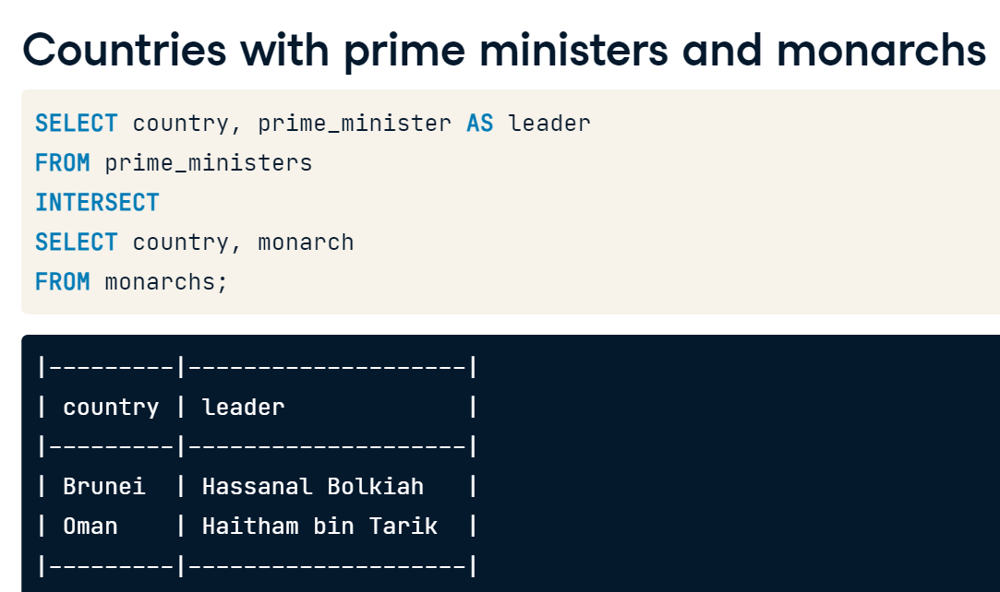 Countries with prime ministers and monarchs
SELECT country, prime_minister AS leader
FROM prime_ministers
INTERSECT
SELECT country, monarch
FROM monarchs;
|---------|--------------------|
| country | leader             |
|---------|--------------------|
| Brunei  | Hassanal Bolkiah   |
| Oman    | Haitham bin Tarik  |
|---------|--------------------|